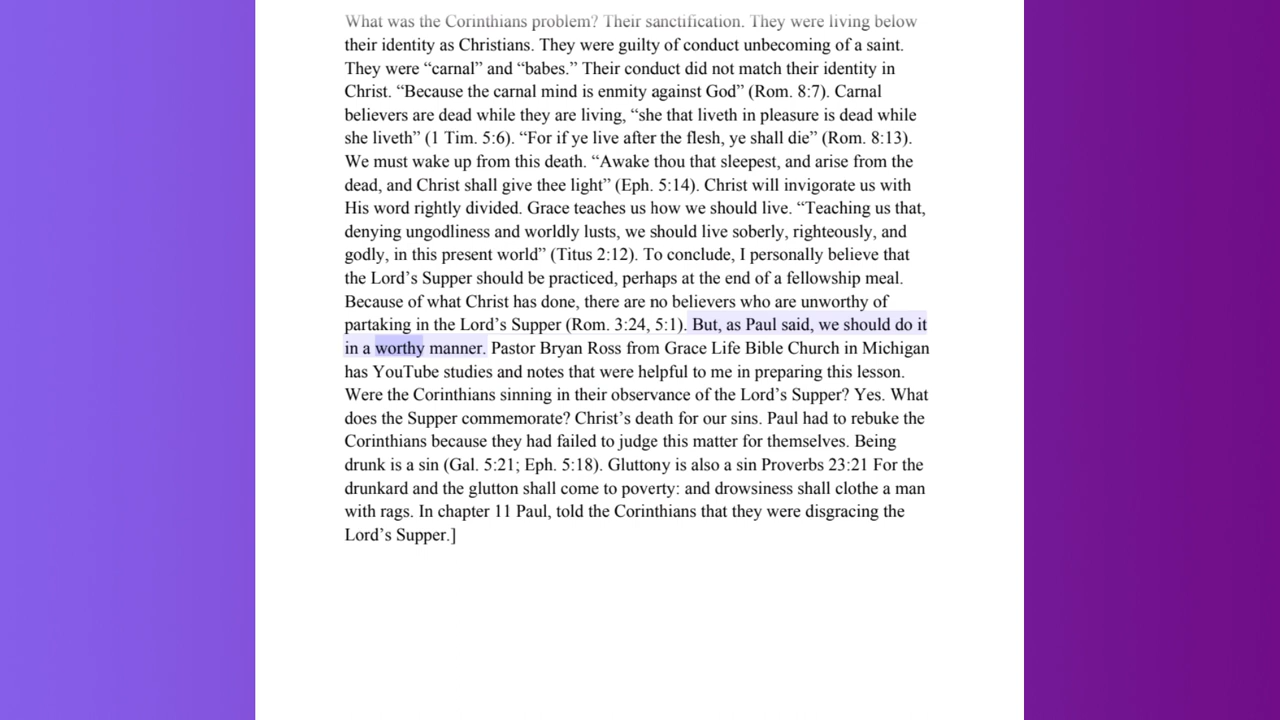 What was the Corinthians problem? Their sanctification. They were living below
their identity as Christians. They were guilty of conduct unbecoming of a saint.
They were “carnal” and “babes.” Their conduct did not match their identity in
Christ. “Because the carnal mind is enmity against God” (Rom. 8:7). Carnal
believers are dead while they are living, “she that liveth in pleasure is dead while
she liveth” (1 Tim. 5:6). “For if ye live after the flesh, ye shall die” (Rom. 8:13).
We must wake up from this death. “Awake thou that sleepest, and arise from the
dead, and Christ shall give thee light” (Eph. 5:14). Christ will invigorate us with
His word rightly divided. Grace teaches us how we should live. “Teaching us that,
denying ungodliness and worldly lusts, we should live soberly, righteously, and
godly, in this present world” (Titus 2:12). To conclude, I personally believe that
the Lord’s Supper should be practiced, perhaps at the end of a fellowship meal.
Because of what Christ has done, there are no believers who are unworthy of
partaking in the Lord’s Supper (Rom. 3:24, 5:1). But, as Paul said, we should do it
in a worthy manner. Pastor Bryan Ross from Grace Life Bible Church in Michigan
has YouTube studies and notes that were helpful to me in preparing this lesson.
Were the Corinthians sinning in their observance of the Lord’s Supper? Yes. What
does the Supper commemorate? Christ’s death for our sins. Paul had to rebuke the
Corinthians because they had failed to judge this matter for themselves. Being
drunk is a sin (Gal. 5:21; Eph. 5:18). Gluttony is also a sin Proverbs 23:21 For the
drunkard and the glutton shall come to poverty: and drowsiness shall clothe a man
with rags. In chapter 11 Paul, told the Corinthians that they were disgracing the
Lord’s Supper.]